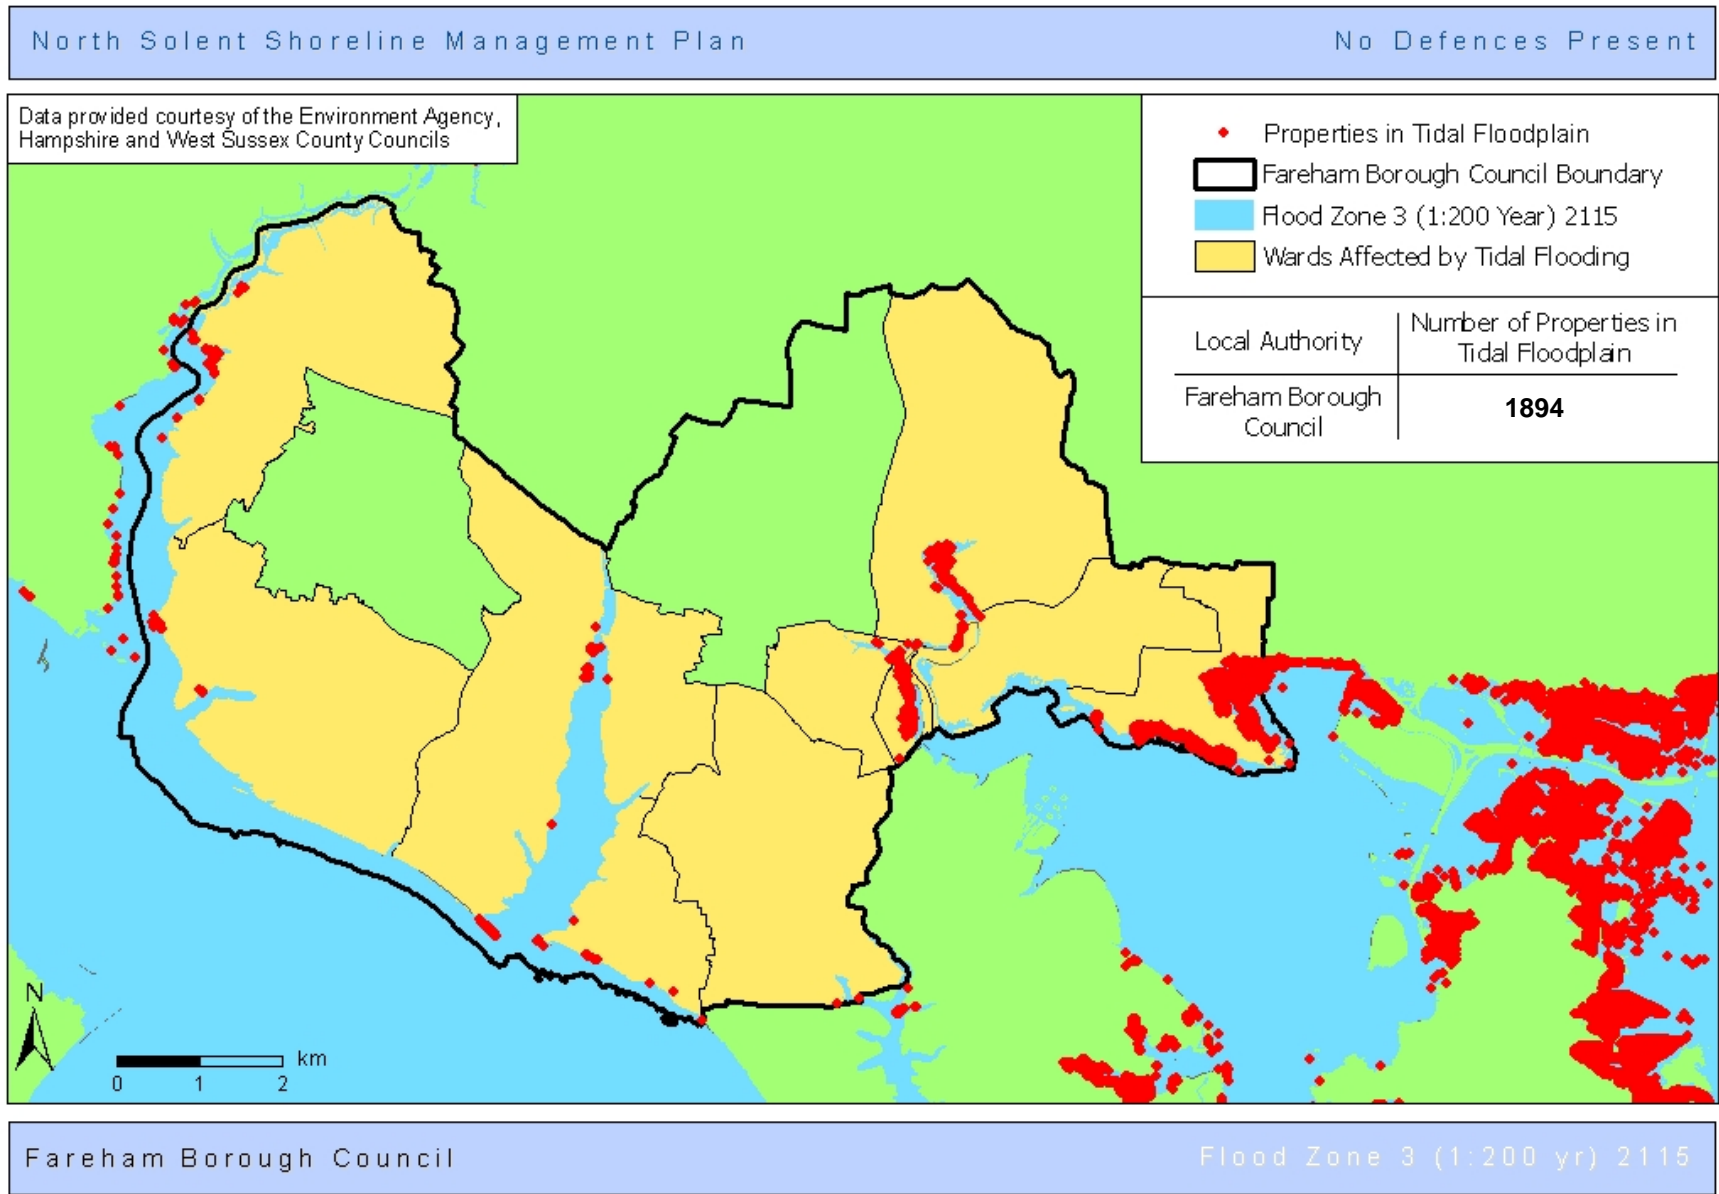 North Solent Shoreline Management Plan
No Defences Present
Data provided courtesy of the Environment Agency,
Hampshire and West Sussex County Councils
Properties in Tidal Floodplain
Fareham Borough Council Boundary
Flood Zone 3 (1:200 Year) 2115
Wards Affected by Tidal Flooding
Local Authority
Number of Properties in
Tidal Floodplain
Fareham Borough
Council
1894
N
km
0 1 2
Fareham Borough Council
Flood Zone 3 (1:200 yr) 2115